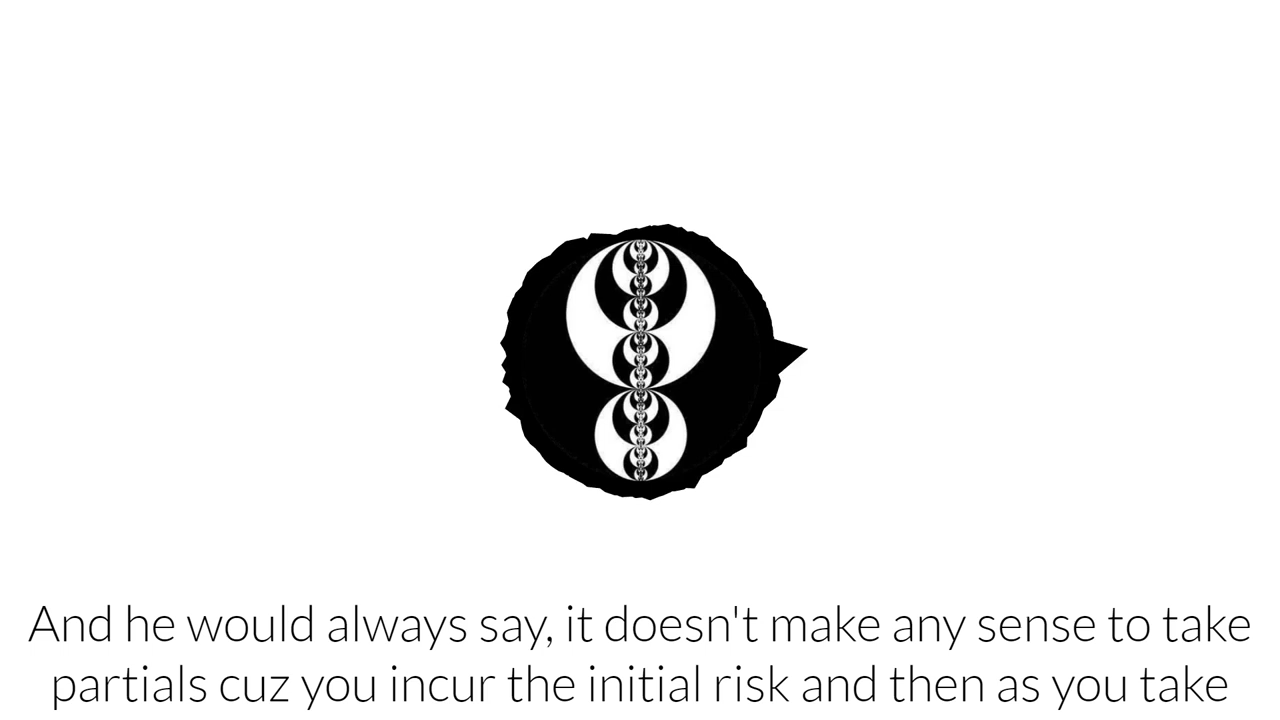 And he would always say, it doesn't make any sense to take
partials cuz you incur the initial risk and then as you take